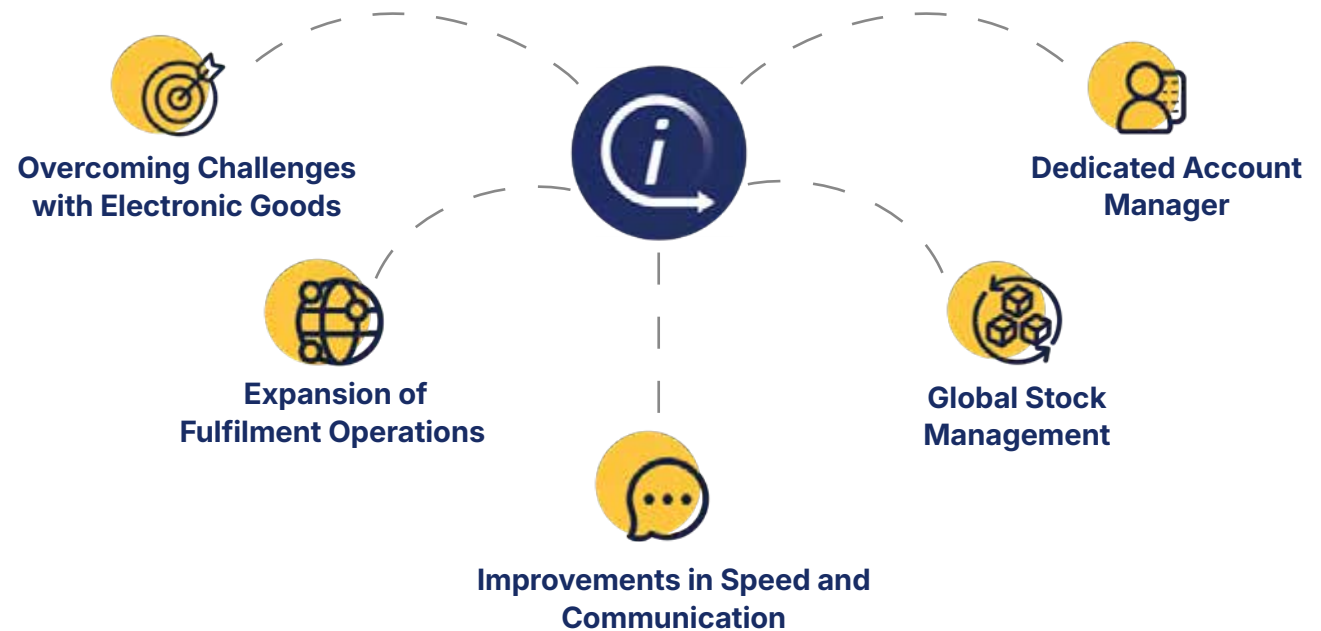 i
Overcoming Challenges
with Electronic Goods
Dedicated Account
Manager
Expansion of
Fulfilment Operations
Global Stock
Management
Improvements in Speed and
Communication